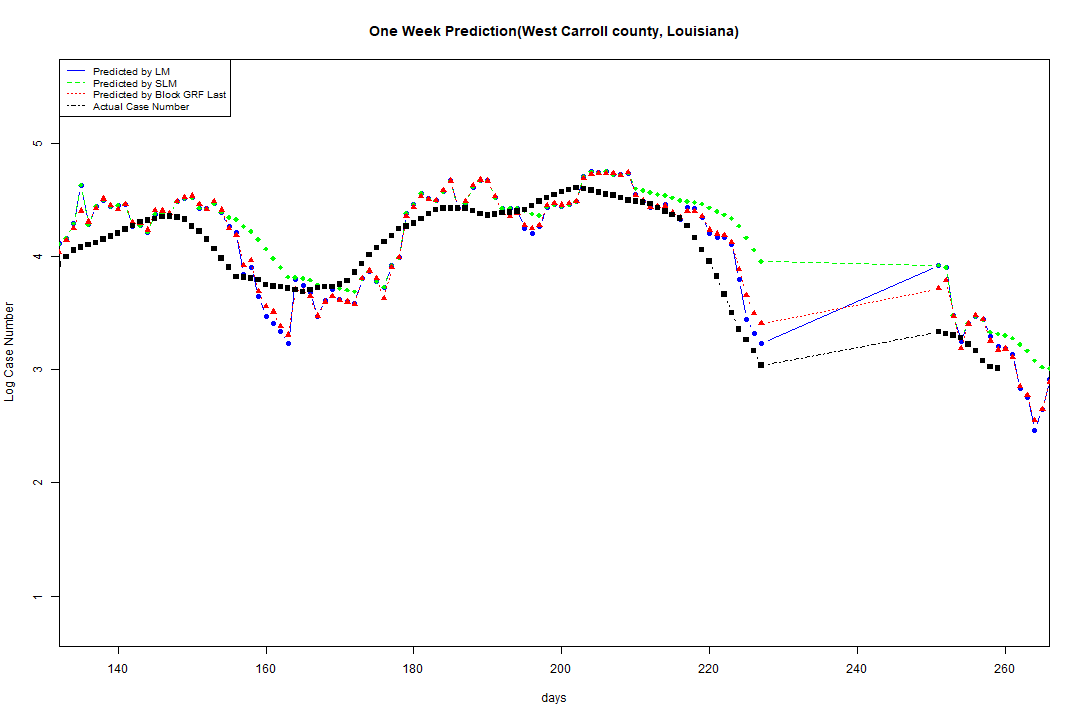 One Week Prediction(West Carroll county, Louisiana)
Predicted by LM
Predicted by SLM
Predicted by Block GRF Last
Actual Case Number
5
4
3
2
1
Log Case Number
140 160 180 200 220 240 260
days